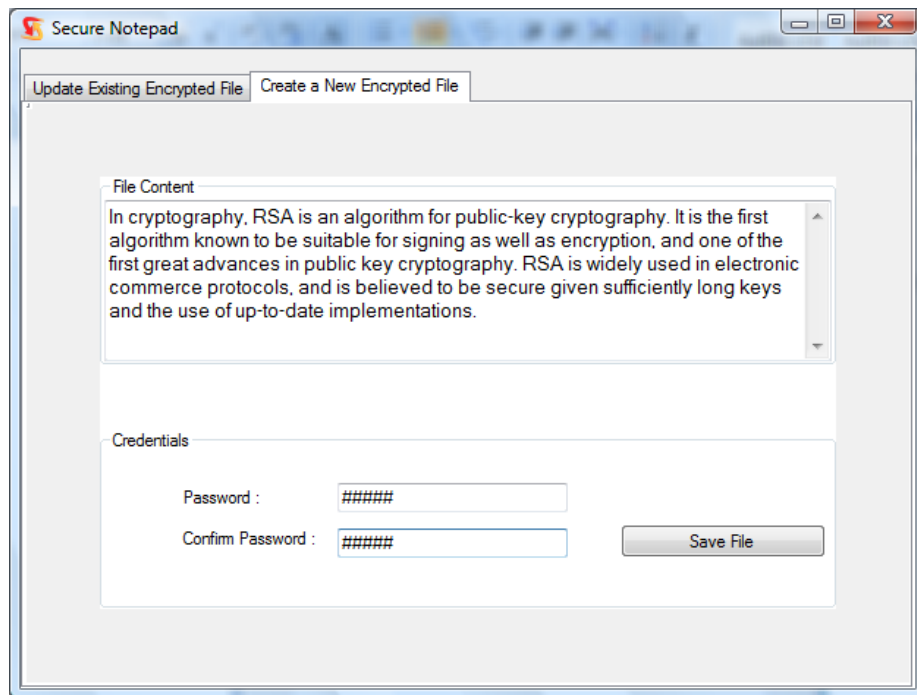 Secure Notepad
Update Existing Encrypted File
Create a New Encrypted File
File Content
In cryptography, RSA is an algorithm for public-key cryptography. It is the first
algorithm known to be suitable for signing as well as encryption, and one of the
first great advances in public key cryptography. RSA is widely used in electronic
commerce protocols, and is believed to be secure given sufficiently long keys
and the use of up-to-date implementations.
Credentials
Password :
#####
Confirm Password :
#####
Save File